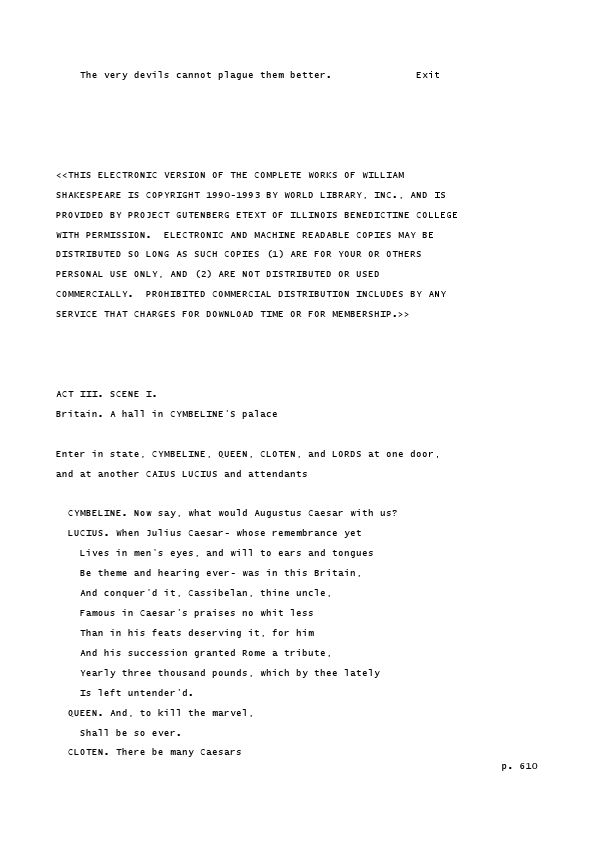 The very devils cannot plague them better.              Exit
<<THIS ELECTRONIC VERSION OF THE COMPLETE WORKS OF WILLIAM
SHAKESPEARE IS COPYRIGHT 1990-1993 BY WORLD LIBRARY, INC., AND IS
PROVIDED BY PROJECT GUTENBERG ETEXT OF ILLINOIS BENEDICTINE COLLEGE
WITH PERMISSION.  ELECTRONIC AND MACHINE READABLE COPIES MAY BE
DISTRIBUTED SO LONG AS SUCH COPIES (1) ARE FOR YOUR OR OTHERS
PERSONAL USE ONLY, AND (2) ARE NOT DISTRIBUTED OR USED
COMMERCIALLY.  PROHIBITED COMMERCIAL DISTRIBUTION INCLUDES BY ANY
SERVICE THAT CHARGES FOR DOWNLOAD TIME OR FOR MEMBERSHIP.>>
ACT III. SCENE I.
Britain. A hall in CYMBELINE'S palace
Enter in state, CYMBELINE, QUEEN, CLOTEN, and LORDS at one door,
and at another CAIUS LUCIUS and attendants
CYMBELINE. Now say, what would Augustus Caesar with us?
LUCIUS. When Julius Caesar- whose remembrance yet
Lives in men's eyes, and will to ears and tongues
Be theme and hearing ever- was in this Britain,
And conquer'd it, Cassibelan, thine uncle,
Famous in Caesar's praises no whit less
Than in his feats deserving it, for him
And his succession granted Rome a tribute,
Yearly three thousand pounds, which by thee lately
Is left untender'd.
QUEEN. And, to kill the marvel,
Shall be so ever.
CLOTEN. There be many Caesars
p. 610